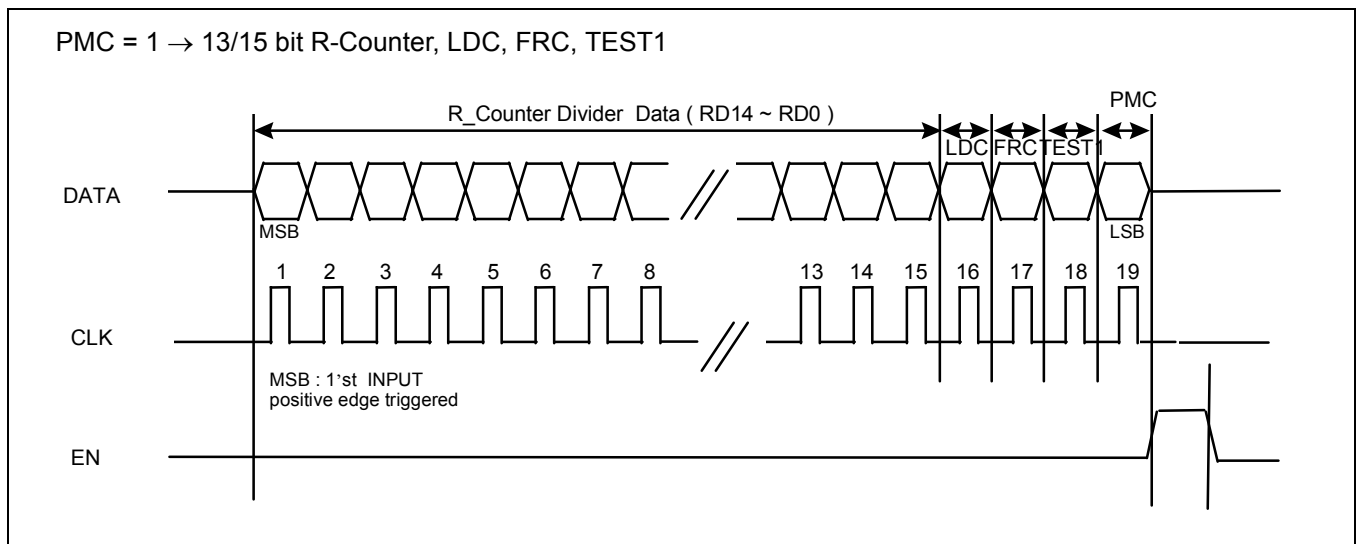 PMC = 1 → 13/15 bit R-Counter, LDC, FRC, TEST1
PMC
R_Counter Divider Data ( RD14 ~ RD0 )
LDC FRC TEST1
DATA
MSB
LSB
1 2 3 4 5 6 7 8 13 14 15 16 17 18 19
CLK
MSB : 1’st INPUT
positive edge triggered
EN